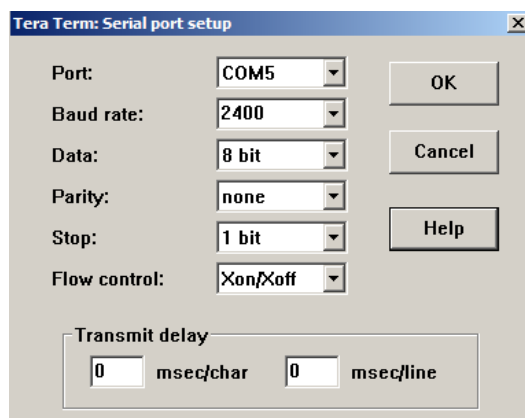 Tera Term: Serial port setup
Port: COM5 OK
Baud rate: 2400
Data: 8 bit Cancel
Parity: none
Stop: 1 bit Help
Flow control: Xon/Xoff
Transmit delay
0 msec/char 0 msec/line